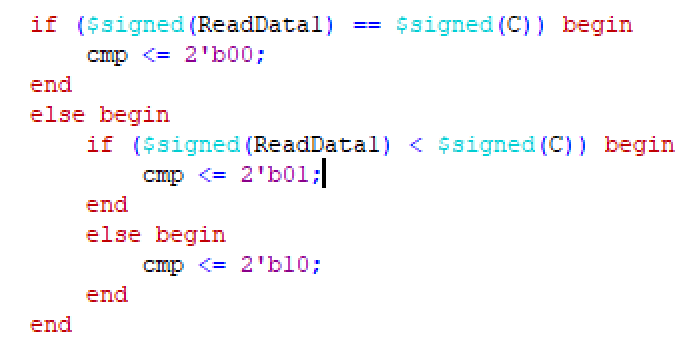 if ($signed(ReadData1) == $signed(C)) begin
    cmp <= 2'b00;
end
else begin
    if ($signed(ReadData1) < $signed(C)) begin
        cmp <= 2'b01;
    end
    else begin
        cmp <= 2'b10;
    end
end